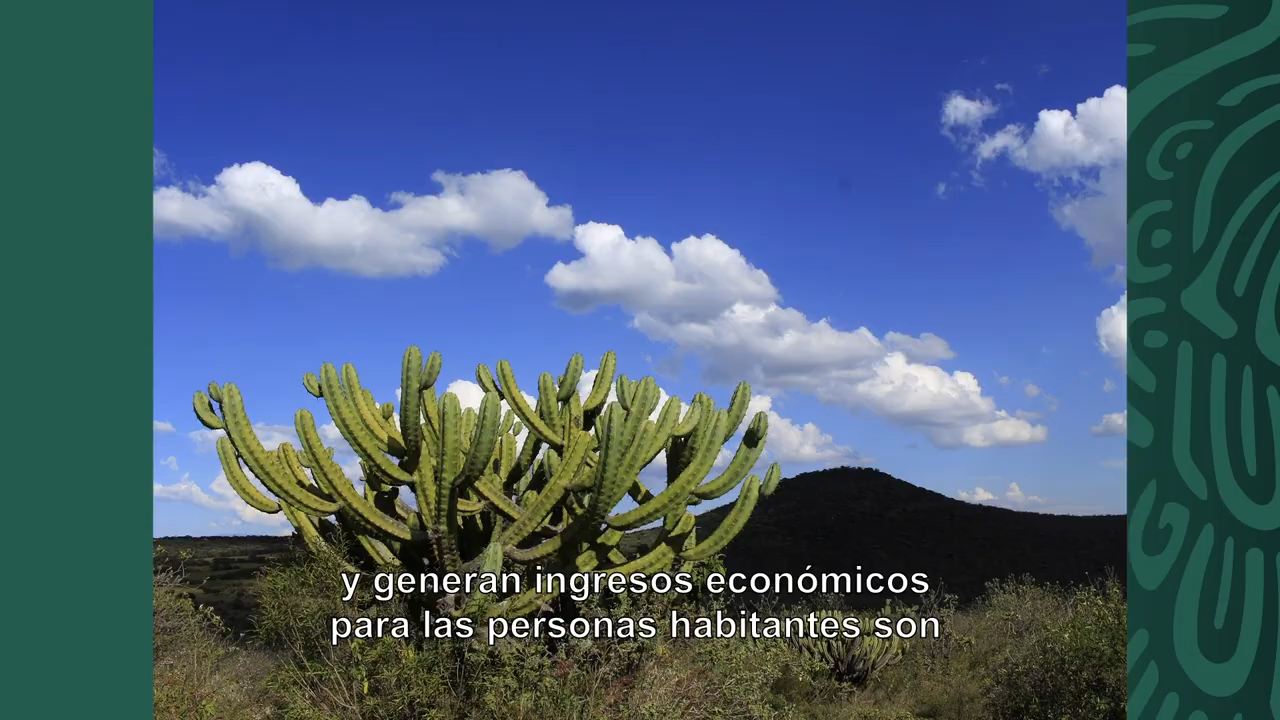 y generan ingresos económicos
para las personas habitantes son